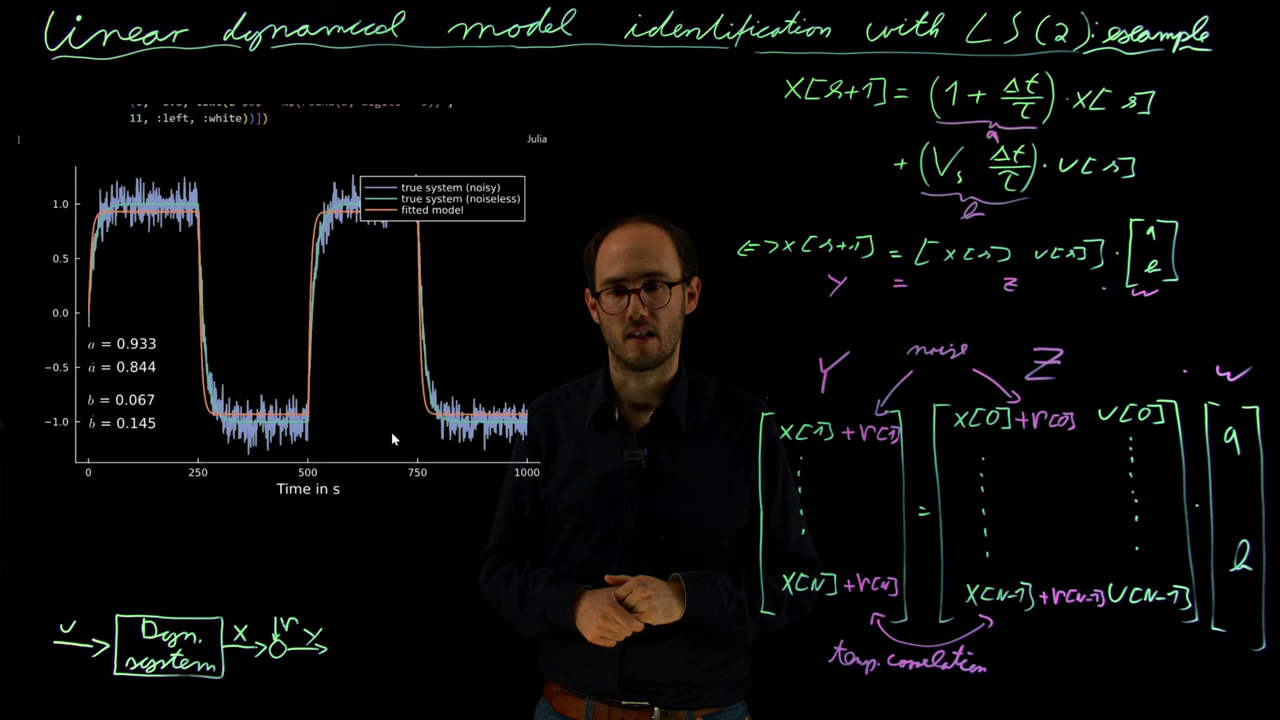 linear dynamical model identification with LS(2): example
11, :left, :white))])
]
Julia
true system (noisy)
true system (noiseless)
fitted model
1.0
0.5
0.0
−0.5
−1.0
a = 0.933
â = 0.844
b = 0.067
b̂ = 0.145
0 250 500 750 1000
Time in s
x[s+1] = (1 + Δt/τ) · x[s]
a
+ (Vs Δt/τ) · u[s]
b
<=> x[s+1] = [x[s] u[s]] · [a b]
y = z · w
noise
Y Z · w
x[1] + r[1] x[0] + r[0] u[0] a
= ·
b
x[N] + r[N] x[N-1] + r[N-1] u[N-1]
temp. correlation
u Dyn. system x r y